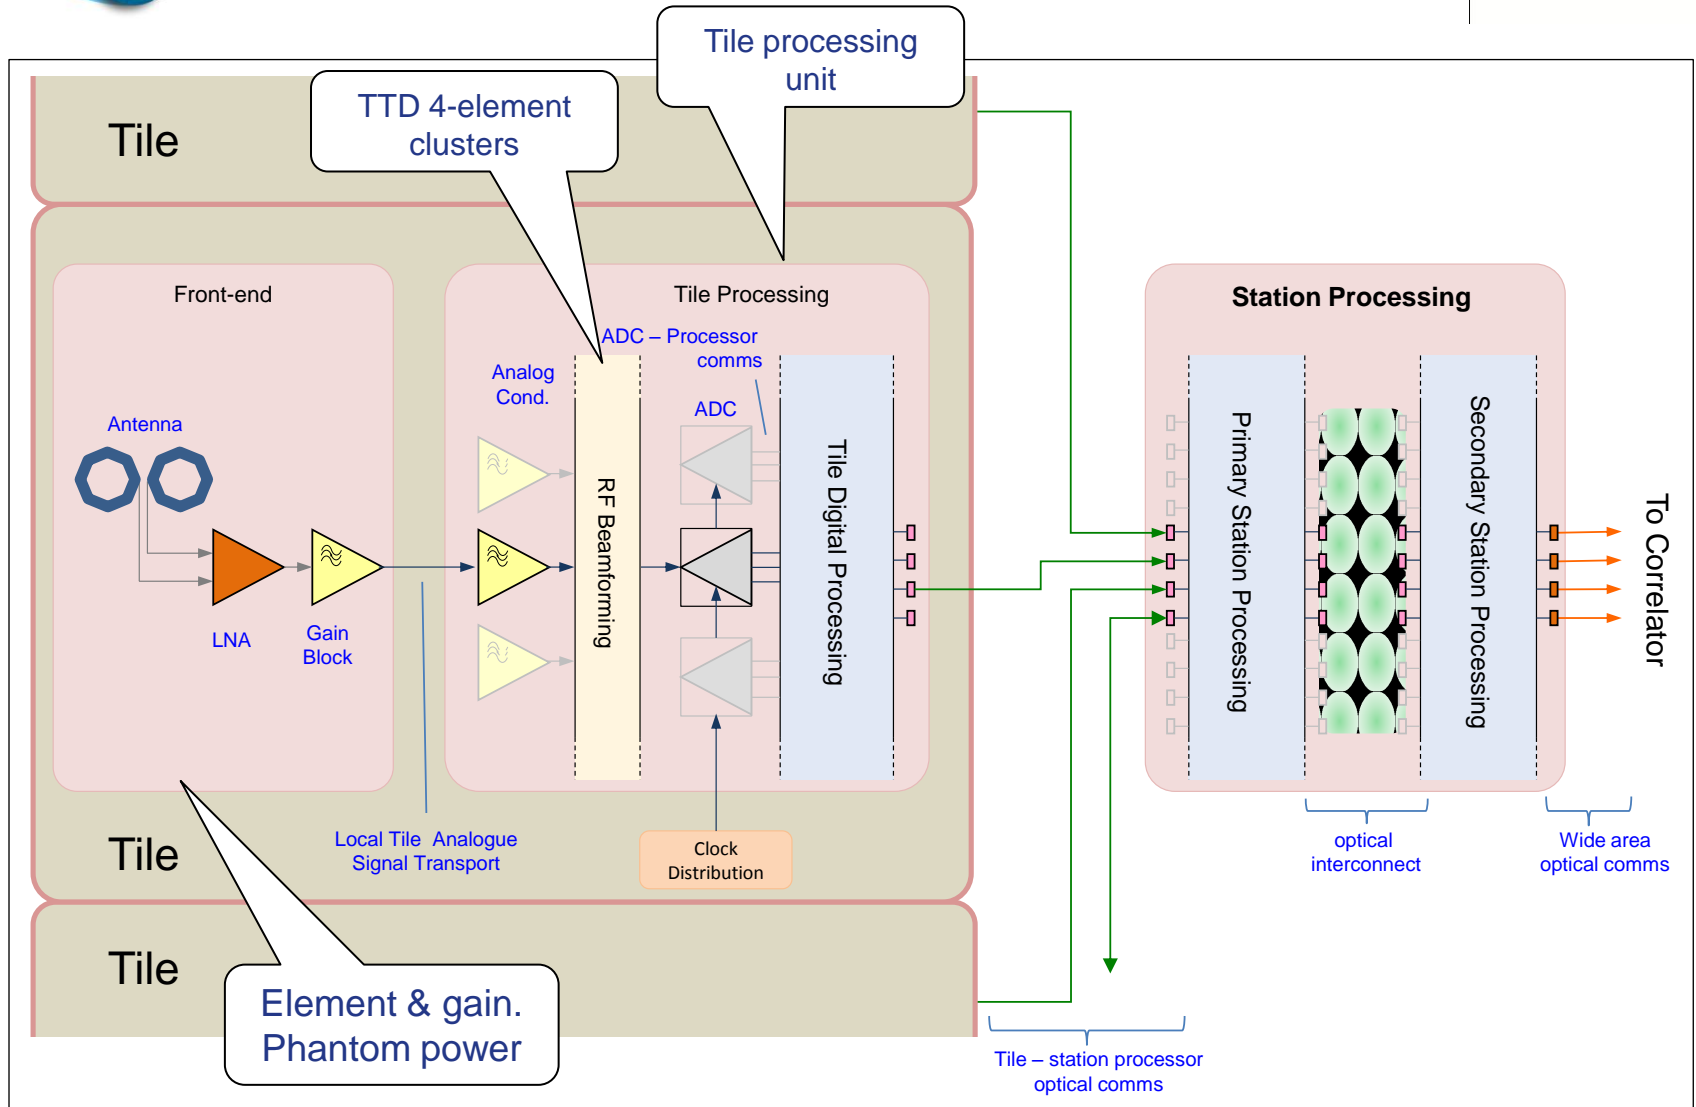 Tile processing
unit
TTD 4-element
clusters
Tile
Front-end
Tile Processing
Station Processing
ADC – Processor
comms
Analog
Cond.
ADC
Antenna
LNA
Gain
Block
RF Beamforming
Tile Digital Processing
Primary Station Processing
Secondary Station Processing
To Correlator
Local Tile Analogue
Signal Transport
Clock
Distribution
optical
interconnect
Wide area
optical comms
Tile
Tile
Element & gain.
Phantom power
Tile – station processor
optical comms